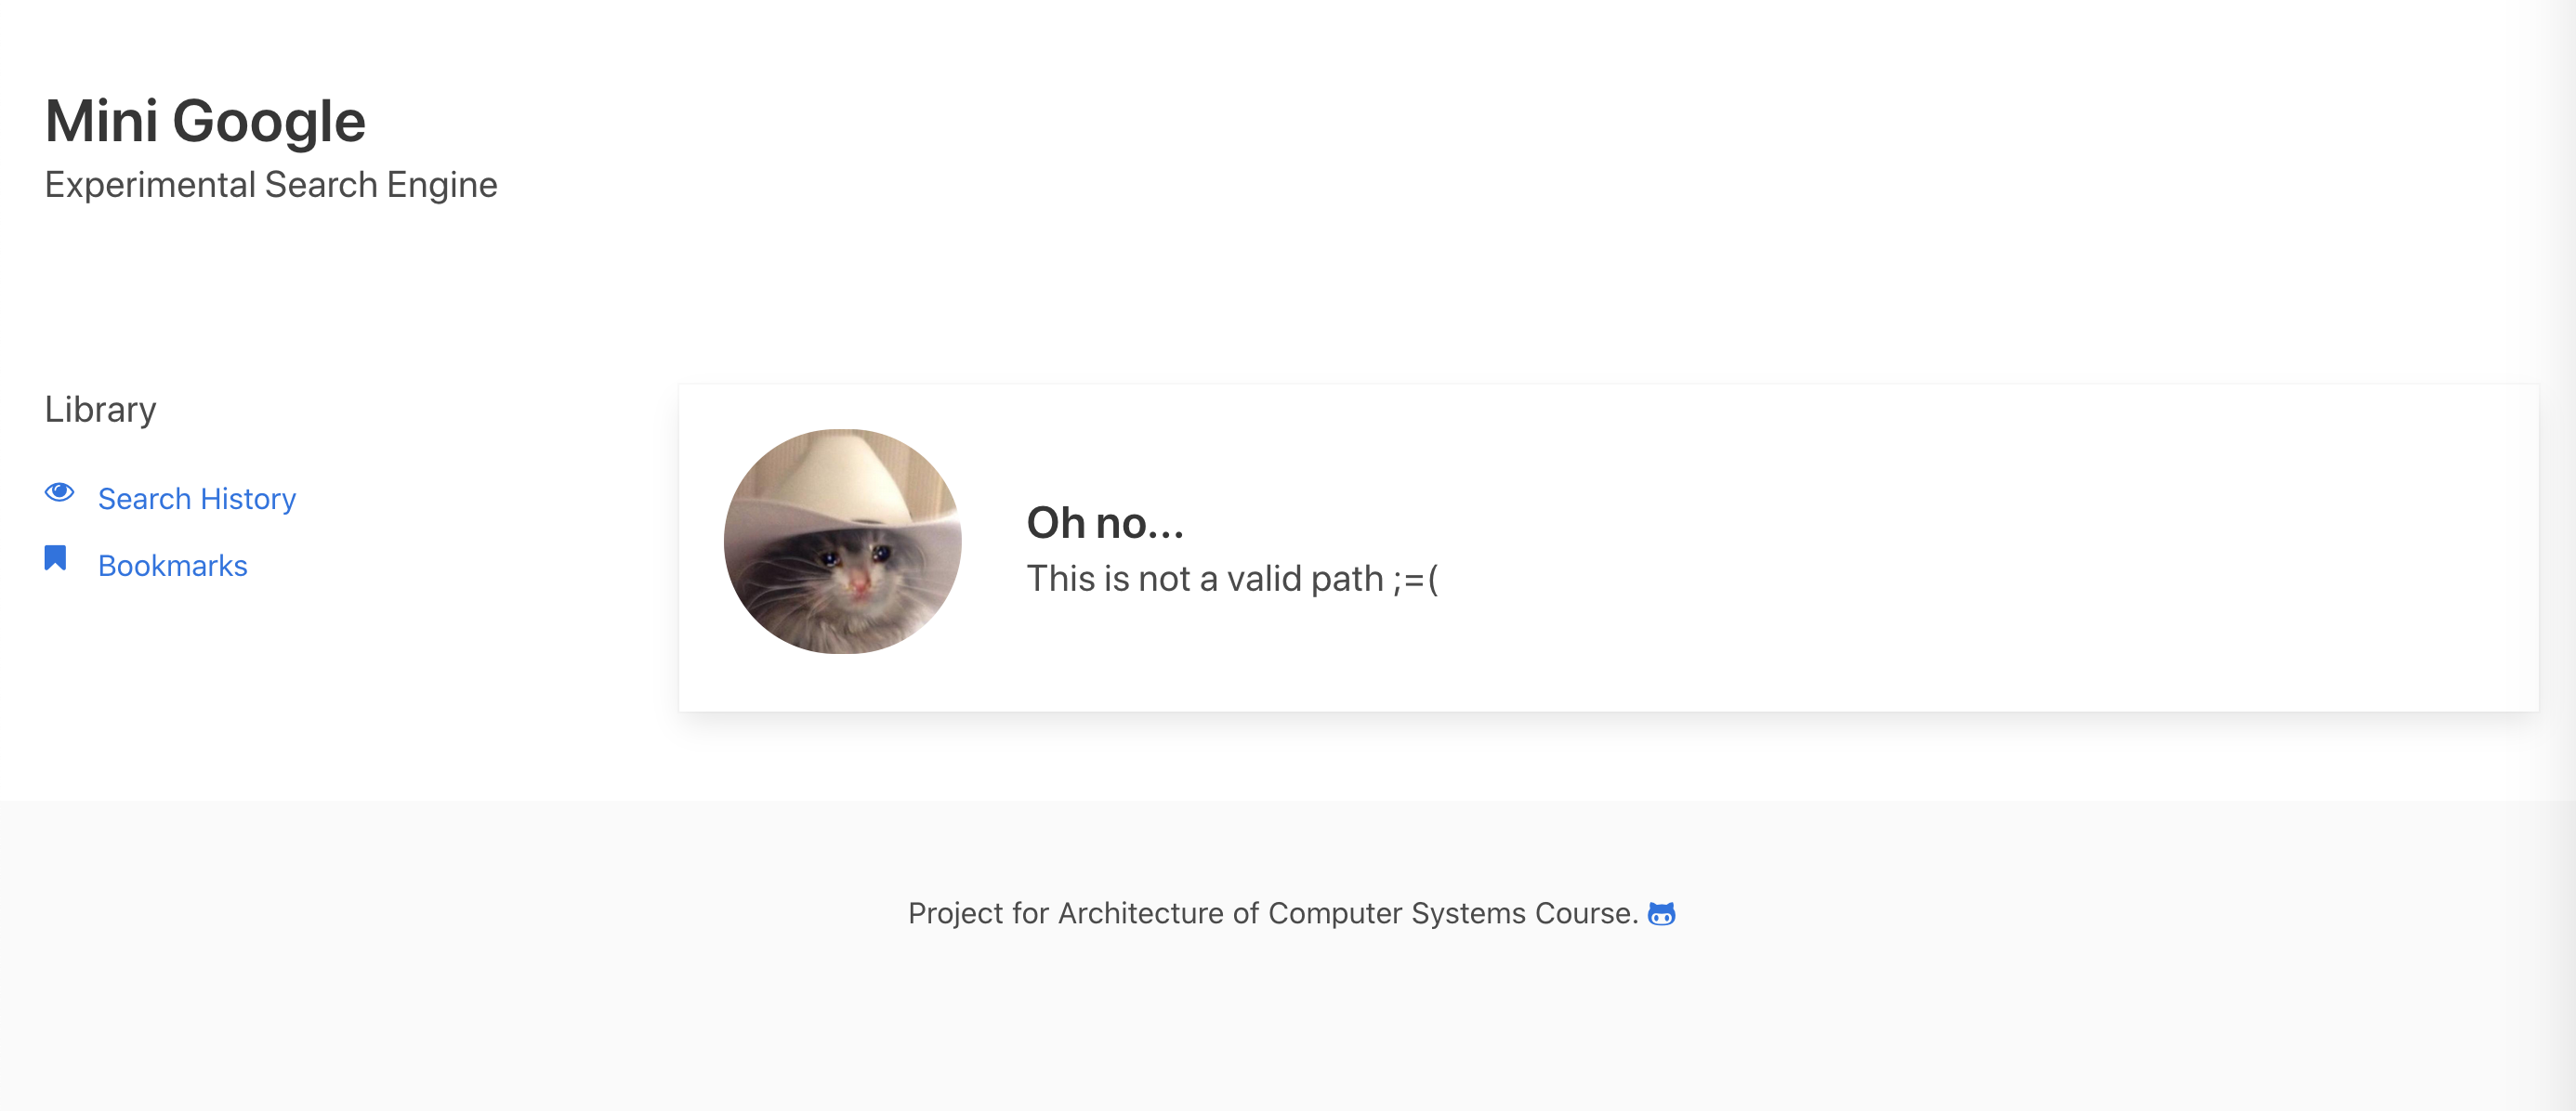 Mini Google
Experimental Search Engine
Library
Search History
Bookmarks
Oh no...
This is not a valid path ;=(
Project for Architecture of Computer Systems Course.